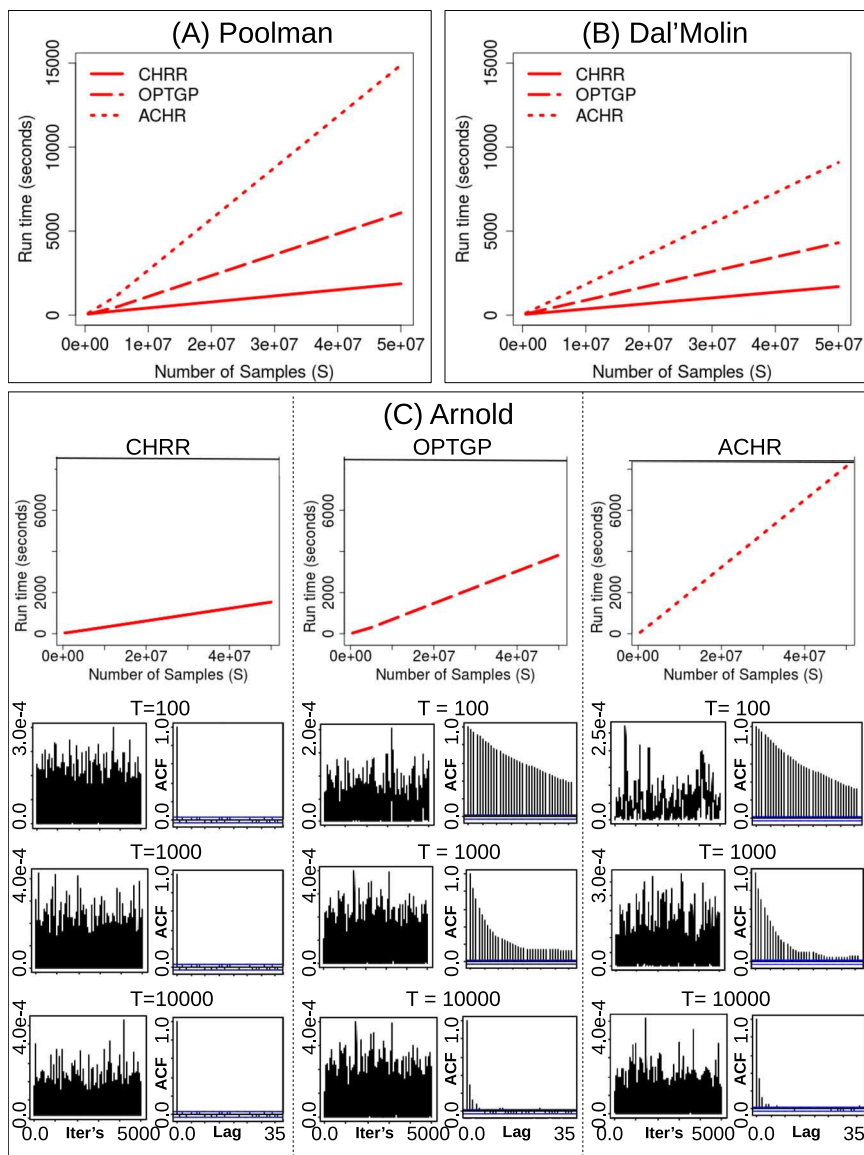 (A) Poolman
CHRR
OPTGP
ACHR
Run time (seconds)
0
5000
10000
15000
0e+00 1e+07 2e+07 3e+07 4e+07 5e+07
Number of Samples (S)
(B) Dal'Molin
CHRR
OPTGP
ACHR
Run time (seconds)
0
5000
10000
15000
0e+00 1e+07 2e+07 3e+07 4e+07 5e+07
Number of Samples (S)
(C) Arnold
CHRR
Run time (seconds)
0 2000 6000
0e+00 2e+07 4e+07
Number of Samples (S)
OPTGP
Run time (seconds)
0 2000 6000
0e+00 2e+07 4e+07
Number of Samples (S)
ACHR
Run time (seconds)
0 2000 6000
0e+00 2e+07 4e+07
Number of Samples (S)
T=100
0.0 3.0e-4
0.0 ACF 1.0
T = 100
0.0 2.0e-4
0.0 ACF 1.0
T= 100
0.0 2.5e-4
0.0 ACF 1.0
T=1000
0.0 4.0e-4
0.0 ACF 1.0
T = 1000
0.0 4.0e-4
0.0 ACF 1.0
T = 1000
0.0 3.0e-4
0.0 ACF 1.0
T=10000
0.0 4.0e-4
0.0 ACF 1.0
0.0 Iter's 5000
0.0 Lag 35
T = 10000
0.0 4.0e-4
0.0 ACF 1.0
0.0 Iter's 5000
0.0 Lag 35
T = 10000
0.0 4.0e-4
0.0 ACF 1.0
0.0 Iter's 5000
0.0 Lag 35